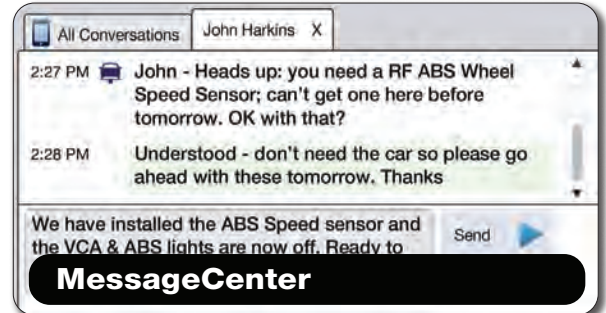 All Conversations
John Harkins X
2:27 PM John - Heads up: you need a RF ABS Wheel
Speed Sensor; can't get one here before
tomorrow. OK with that?
2:28 PM Understood - don't need the car so please go
ahead with these tomorrow. Thanks
We have installed the ABS Speed sensor and
the VCA & ABS lights are now off. Ready to
Send
MessageCenter